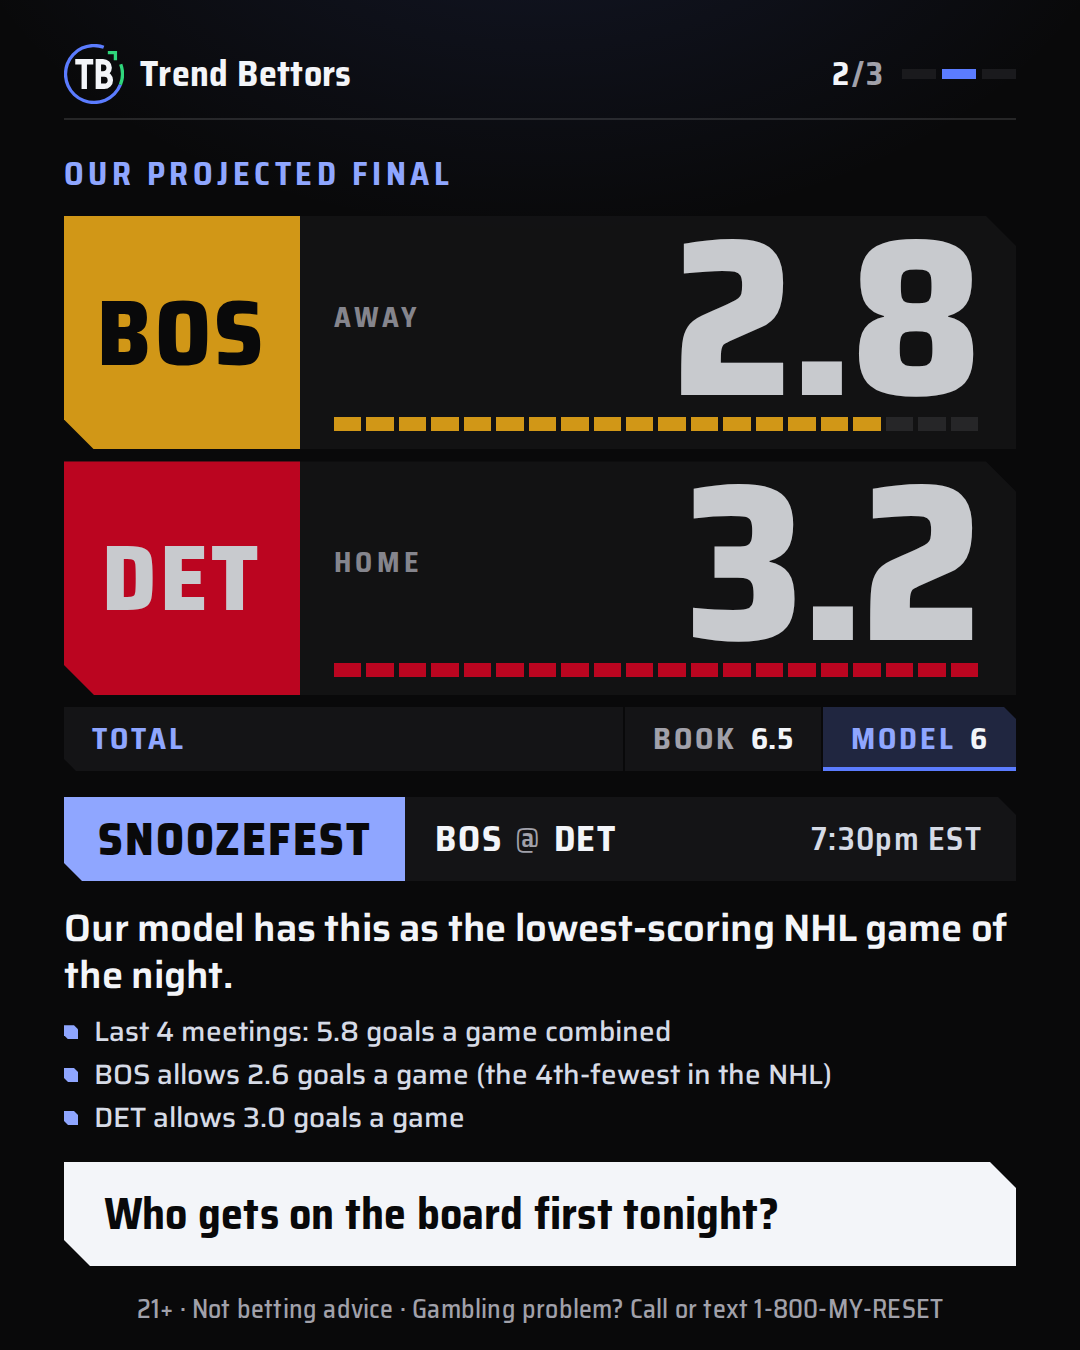 TB Trend Bettors
2/3
OUR PROJECTED FINAL
BOS
AWAY
2.8
DET
HOME
3.2
TOTAL BOOK 6.5 MODEL 6
SNOOZEFEST BOS @ DET 7:30pm EST
Our model has this as the lowest-scoring NHL game of
the night.
Last 4 meetings: 5.8 goals a game combined
BOS allows 2.6 goals a game (the 4th-fewest in the NHL)
DET allows 3.0 goals a game
Who gets on the board first tonight?
21+ · Not betting advice · Gambling problem? Call or text 1-800-MY-RESET